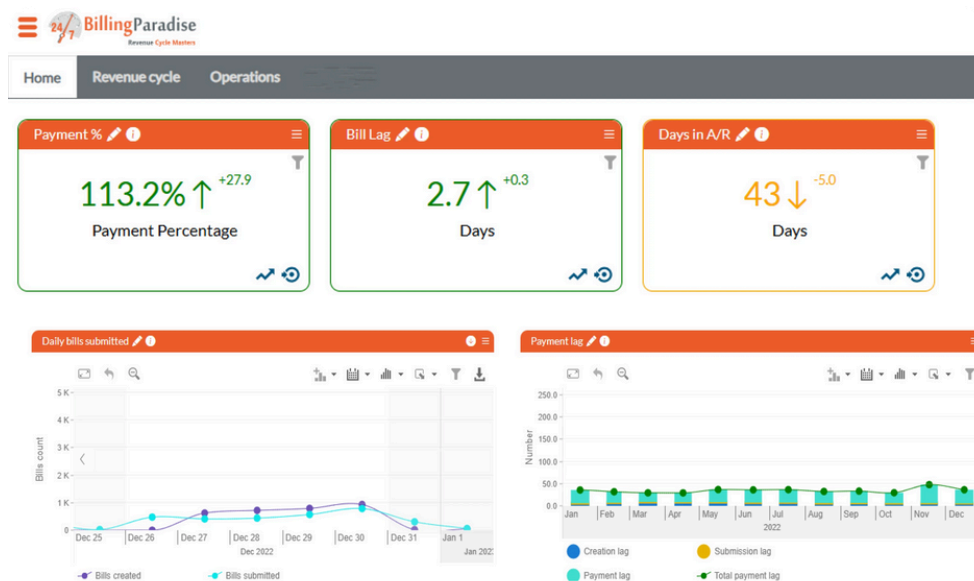 24/7 BillingParadise
Revenue Cycle Masters
Home Revenue cycle Operations
Payment %
113.2% ↑ +27.9
Payment Percentage
Bill Lag
2.7 ↑ +0.3
Days
Days in A/R
43 ↓ -5.0
Days
Daily bills submitted
5 K
4 K
3 K
2 K
1 K
0
Bills count
Dec 25 Dec 26 Dec 27 Dec 28 Dec 29 Dec 30 Dec 31 Jan 1
Dec 2022 Jan 202
Bills created Bills submitted
Payment lag
250.0
200.0
150.0
100.0
50.0
0.0
Number
Jan Feb Mar Apr May Jun Jul Aug Sep Oct Nov Dec
2022
Creation lag Submission lag
Payment lag Total payment lag